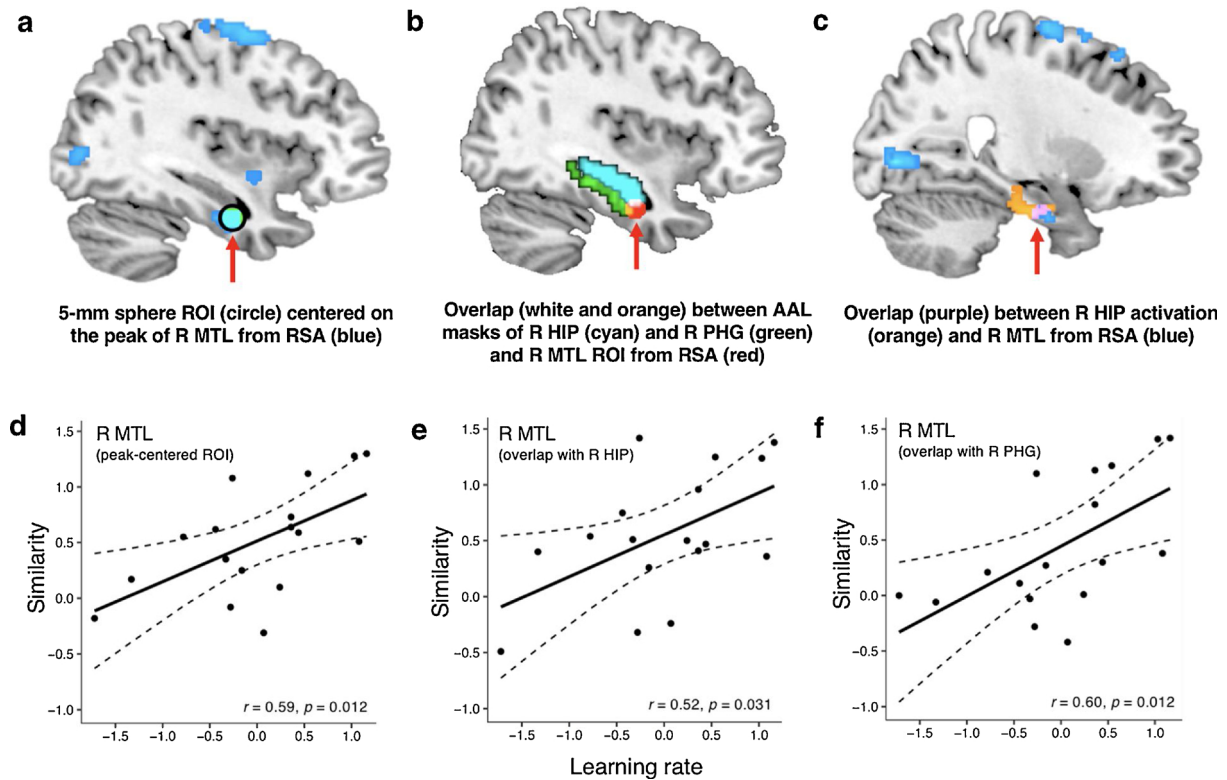 a
b
c
5-mm sphere ROI (circle) centered on
the peak of R MTL from RSA (blue)
Overlap (white and orange) between AAL
masks of R HIP (cyan) and R PHG (green)
and R MTL ROI from RSA (red)
Overlap (purple) between R HIP activation
(orange) and R MTL from RSA (blue)
d
R MTL
(peak-centered ROI)
Similarity
1.5
1.0
0.5
0.0
−0.5
−1.0
r = 0.59, p = 0.012
−1.5 −1.0 −0.5 0.0 0.5 1.0
e
R MTL
(overlap with R HIP)
Similarity
1.5
1.0
0.5
0.0
−0.5
−1.0
r = 0.52, p = 0.031
−1.5 −1.0 −0.5 0.0 0.5 1.0
f
R MTL
(overlap with R PHG)
Similarity
1.5
1.0
0.5
0.0
−0.5
−1.0
r = 0.60, p = 0.012
−1.5 −1.0 −0.5 0.0 0.5 1.0
Learning rate